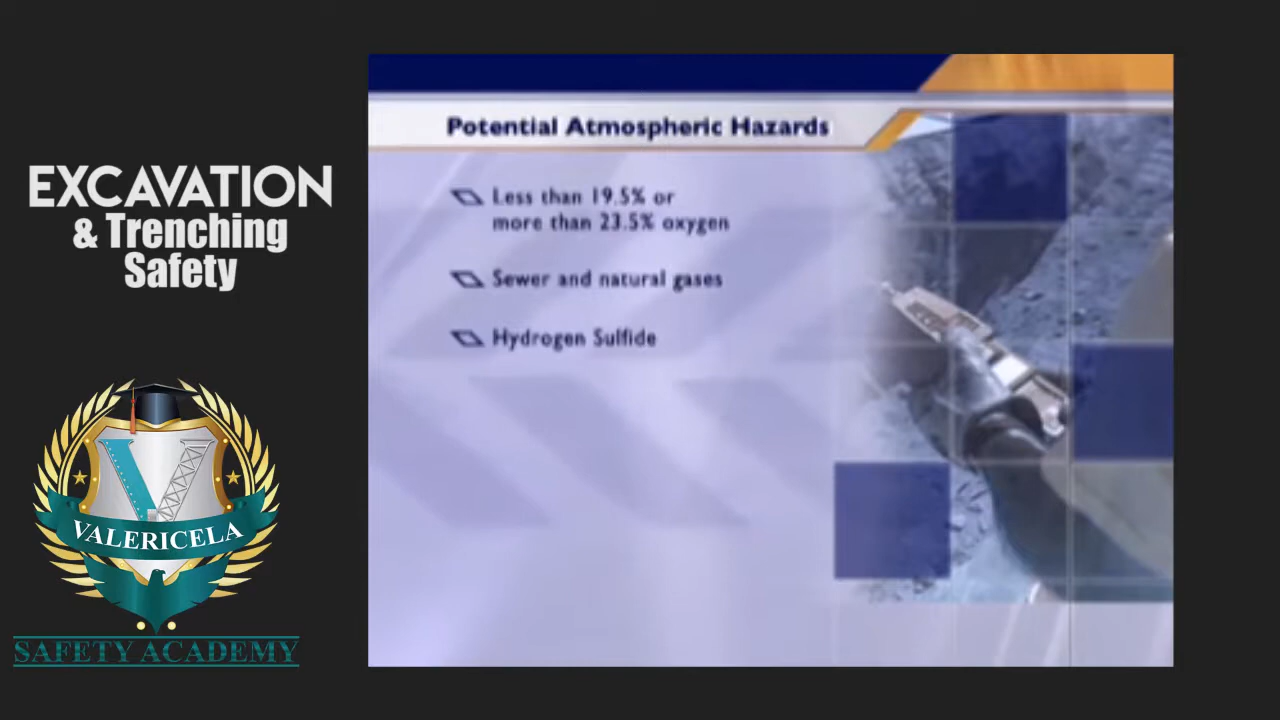 EXCAVATION
& Trenching
Safety
VALERICELA
SAFETY ACADEMY
Potential Atmospheric Hazards
Less than 19.5% or
more than 23.5% oxygen
Sewer and natural gases
Hydrogen Sulfide